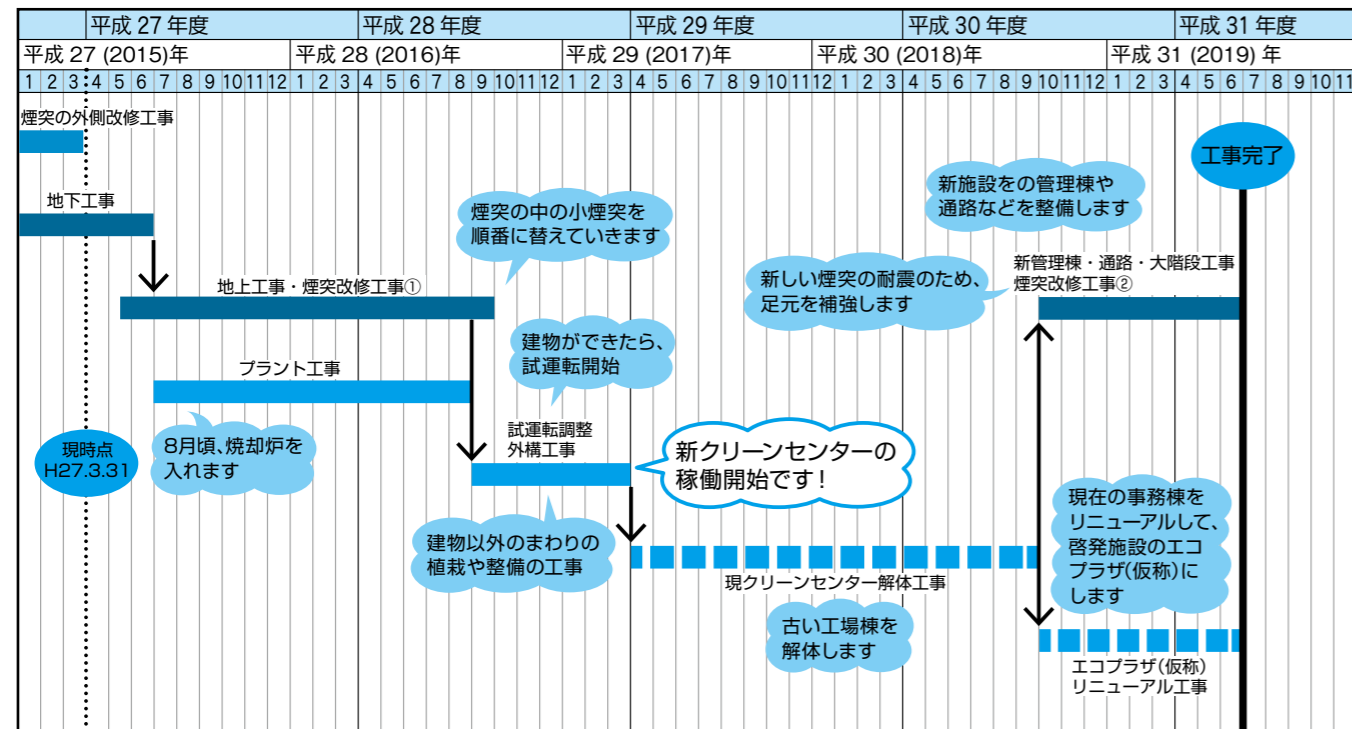 平成 27 年度 平成 28 年度 平成 29 年度 平成 30 年度 平成 31 年度
平成 27 (2015)年 平成 28 (2016)年 平成 29 (2017)年 平成 30 (2018)年 平成 31 (2019) 年
1 2 3 4 5 6 7 8 9 10 11 12 1 2 3 4 5 6 7 8 9 10 11 12 1 2 3 4 5 6 7 8 9 10 11 12 1 2 3 4 5 6 7 8 9 10 11 12 1 2 3 4 5 6 7 8 9 10 11
煙突の外側改修工事
工事完了
地下工事
煙突の中の小煙突を
順番に替えていきます
新施設をの管理棟や
通路などを整備します
地上工事・煙突改修工事①
新しい煙突の耐震のため、
足元を補強します
新管理棟・通路・大階段工事
煙突改修工事②
建物ができたら、
試運転開始
プラント工事
現時点
H27.3.31
8月頃、焼却炉を
入れます
試運転調整
外構工事
新クリーンセンターの
稼働開始です！
建物以外のまわりの
植栽や整備の工事
現クリーンセンター解体工事
古い工場棟を
解体します
現在の事務棟を
リニューアルして、
啓発施設のエコ
プラザ(仮称)に
します
エコプラザ(仮称)
リニューアル工事